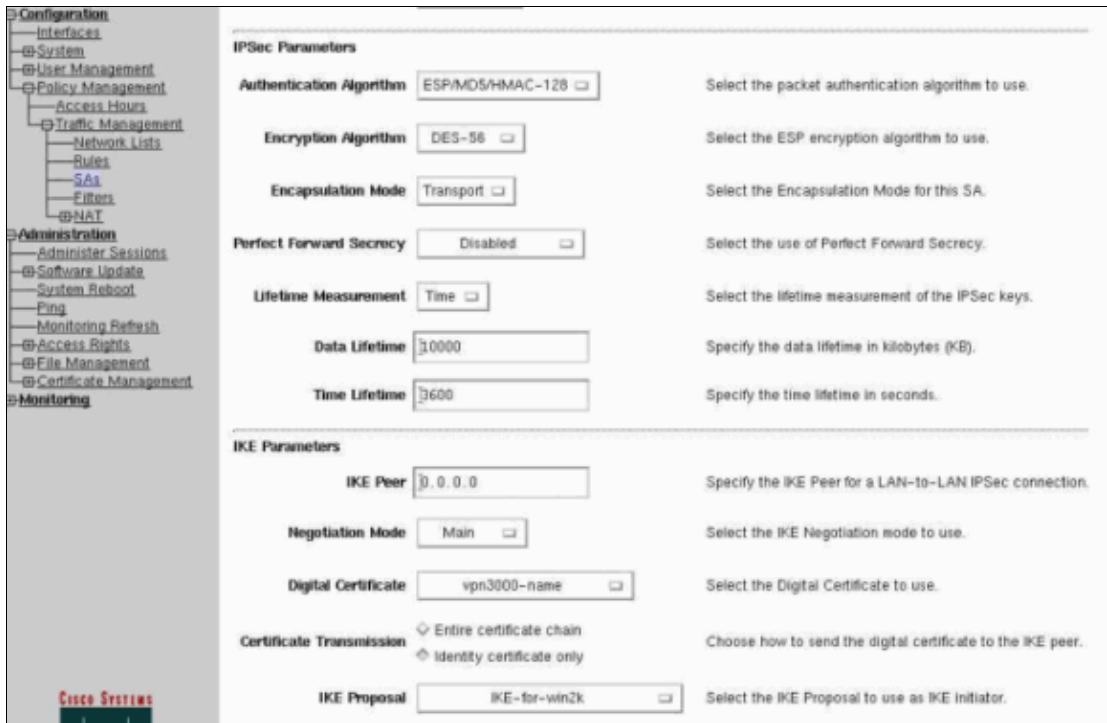 Configuration
Interfaces
System
User Management
Policy Management
Access Hours
Traffic Management
Network Lists
Rules
SAs
Filters
NAT
Administration
Administer Sessions
Software Update
System Reboot
Ping
Monitoring Refresh
Access Rights
File Management
Certificate Management
Monitoring
CISCO SYSTEMS
IPSec Parameters
Authentication Algorithm ESP/MD5/HMAC-128 Select the packet authentication algorithm to use.
Encryption Algorithm DES-56 Select the ESP encryption algorithm to use.
Encapsulation Mode Transport Select the Encapsulation Mode for this SA.
Perfect Forward Secrecy Disabled Select the use of Perfect Forward Secrecy.
Lifetime Measurement Time Select the lifetime measurement of the IPSec keys.
Data Lifetime 10000 Specify the data lifetime in kilobytes (KB).
Time Lifetime 3600 Specify the time lifetime in seconds.
IKE Parameters
IKE Peer 0.0.0.0 Specify the IKE Peer for a LAN-to-LAN IPSec connection.
Negotiation Mode Main Select the IKE Negotiation mode to use.
Digital Certificate vpn3000-name Select the Digital Certificate to use.
Entire certificate chain
Certificate Transmission Choose how to send the digital certificate to the IKE peer.
Identity certificate only
IKE Proposal IKE-for-win2k Select the IKE Proposal to use as IKE initiator.